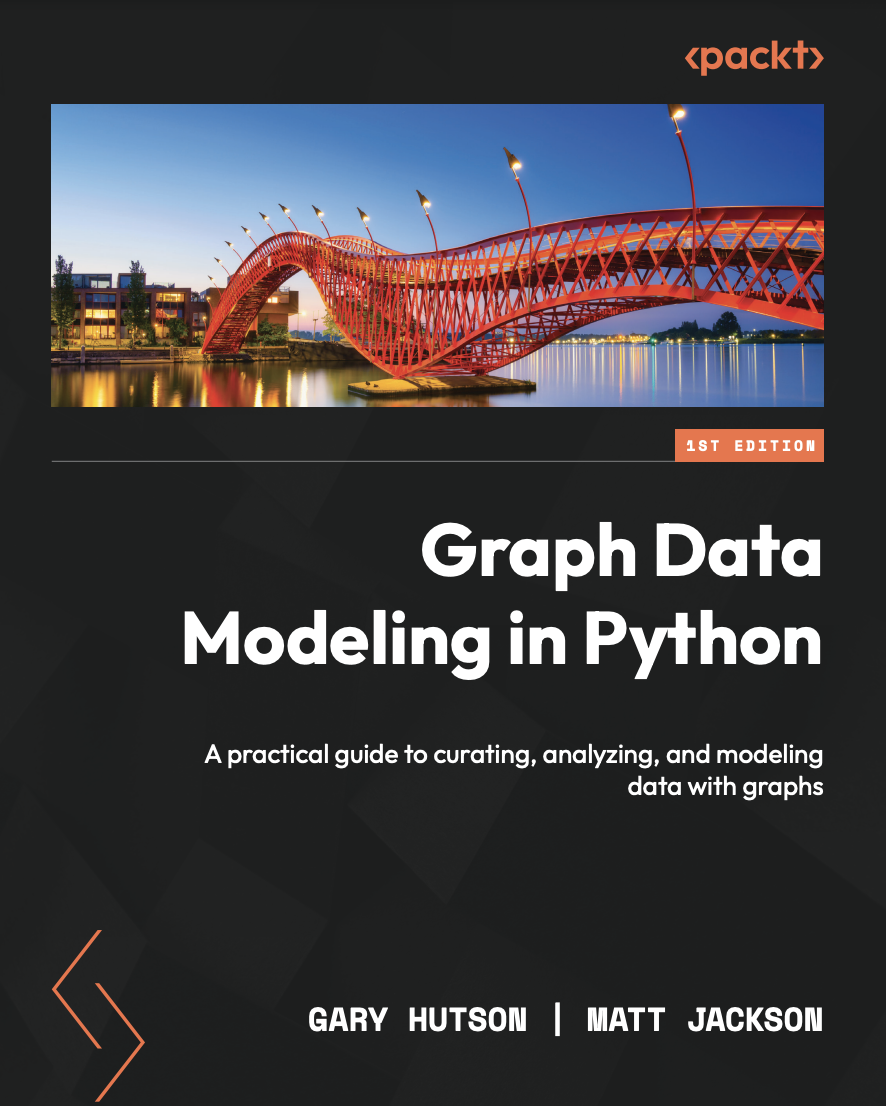 <packt>
1ST EDITION
Graph Data
Modeling in Python
A practical guide to curating, analyzing, and modeling
data with graphs
GARY HUTSON | MATT JACKSON